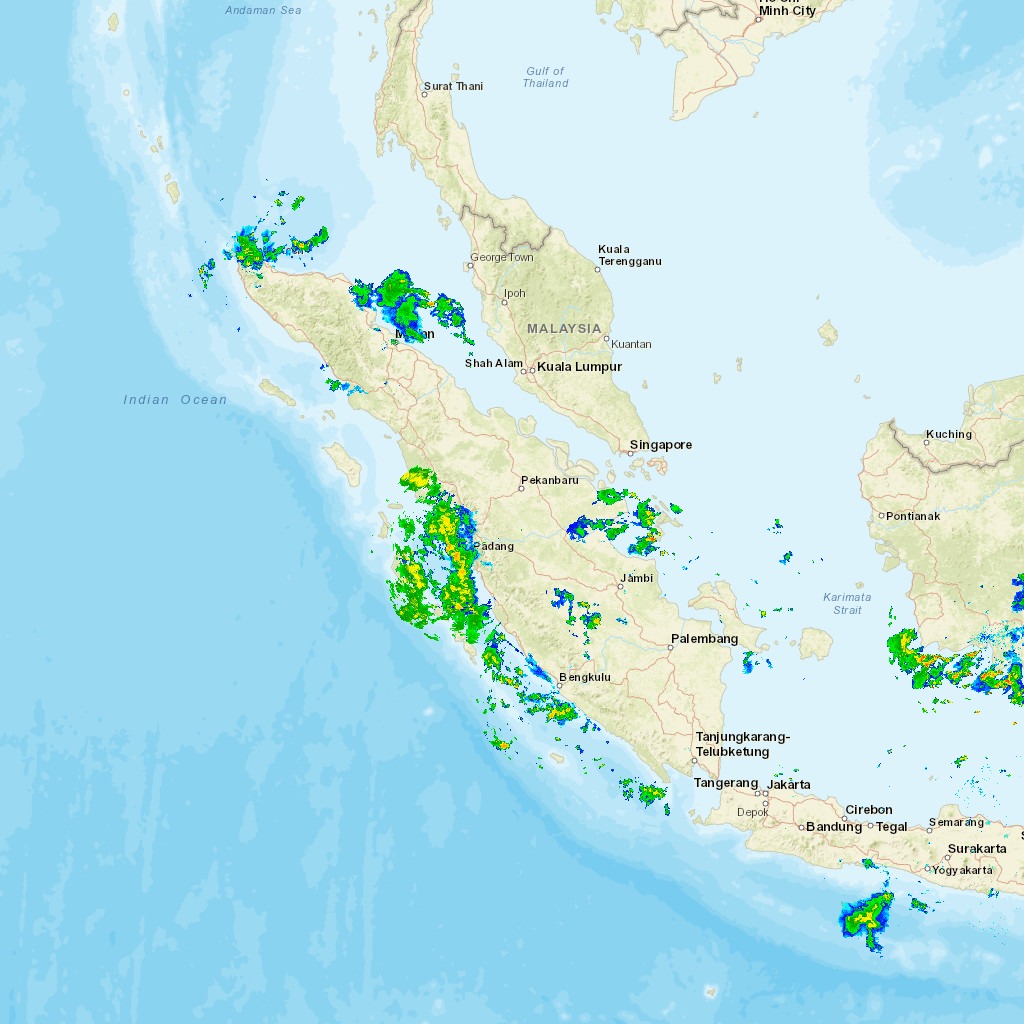 Andaman Sea
Minh City
Gulf of
Thailand
Surat Thani
Kuala
Terengganu
George Town
Ipoh
MALAYSIA
Kuantan
Shah Alam
Kuala Lumpur
Indian Ocean
Singapore
Kuching
Pekanbaru
Pontianak
Padang
Jambi
Karimata
Strait
Palembang
Bengkulu
Tanjungkarang-
Telubketung
Tangerang
Jakarta
Depok
Cirebon
Bandung
Tegal
Semarang
Surakarta
Yogyakarta